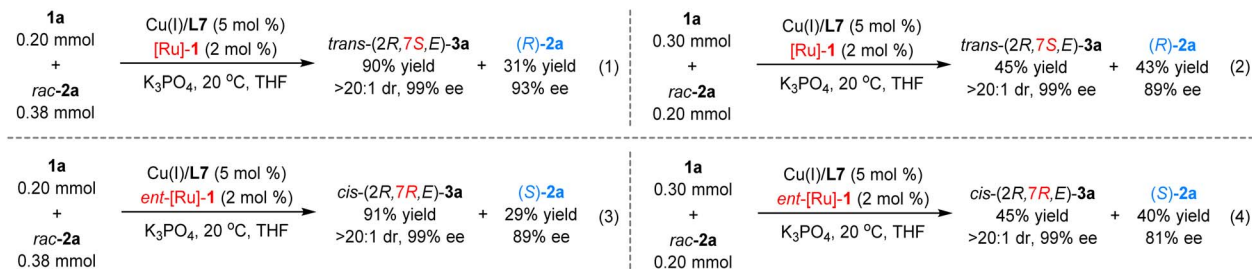 1a
0.20 mmol
+
rac-2a
0.38 mmol
Cu(I)/L7 (5 mol %)
[Ru]-1 (2 mol %)
K₃PO₄, 20 °C, THF
trans-(2R,7S,E)-3a
90% yield
>20:1 dr, 99% ee
+
(R)-2a
31% yield
93% ee
(1)
1a
0.30 mmol
+
rac-2a
0.20 mmol
Cu(I)/L7 (5 mol %)
[Ru]-1 (2 mol %)
K₃PO₄, 20 °C, THF
trans-(2R,7S,E)-3a
45% yield
>20:1 dr, 99% ee
+
(R)-2a
43% yield
89% ee
(2)
1a
0.20 mmol
+
rac-2a
0.38 mmol
Cu(I)/L7 (5 mol %)
ent-[Ru]-1 (2 mol %)
K₃PO₄, 20 °C, THF
cis-(2R,7R,E)-3a
91% yield
>20:1 dr, 99% ee
+
(S)-2a
29% yield
89% ee
(3)
1a
0.30 mmol
+
rac-2a
0.20 mmol
Cu(I)/L7 (5 mol %)
ent-[Ru]-1 (2 mol %)
K₃PO₄, 20 °C, THF
cis-(2R,7R,E)-3a
45% yield
>20:1 dr, 99% ee
+
(S)-2a
40% yield
81% ee
(4)